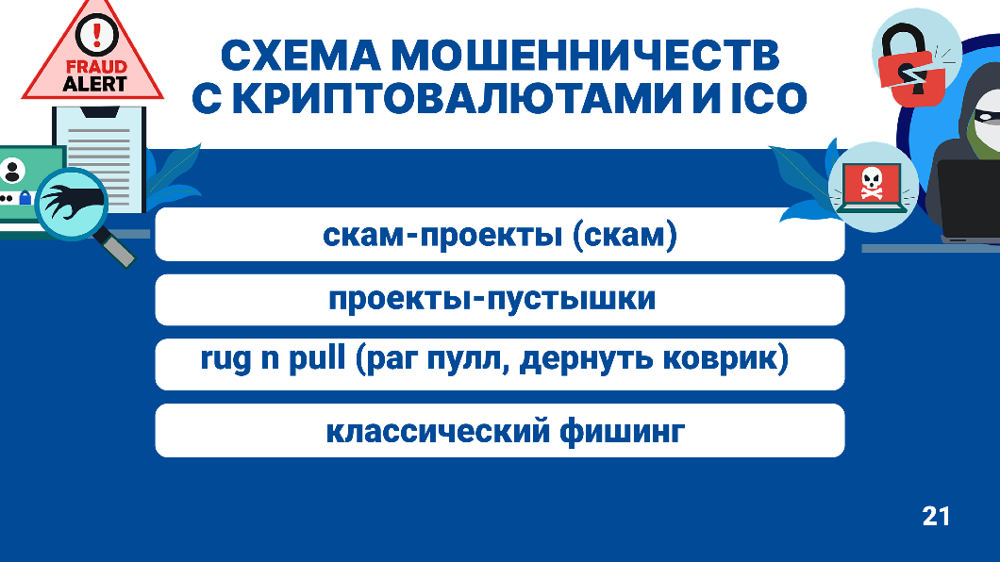 FRAUD
ALERT
СХЕМА МОШЕННИЧЕСТВ
С КРИПТОВАЛЮТАМИ И ICO
скам-проекты (скам)
проекты-пустышки
rug n pull (раг пулл, дернуть коврик)
классический фишинг
21